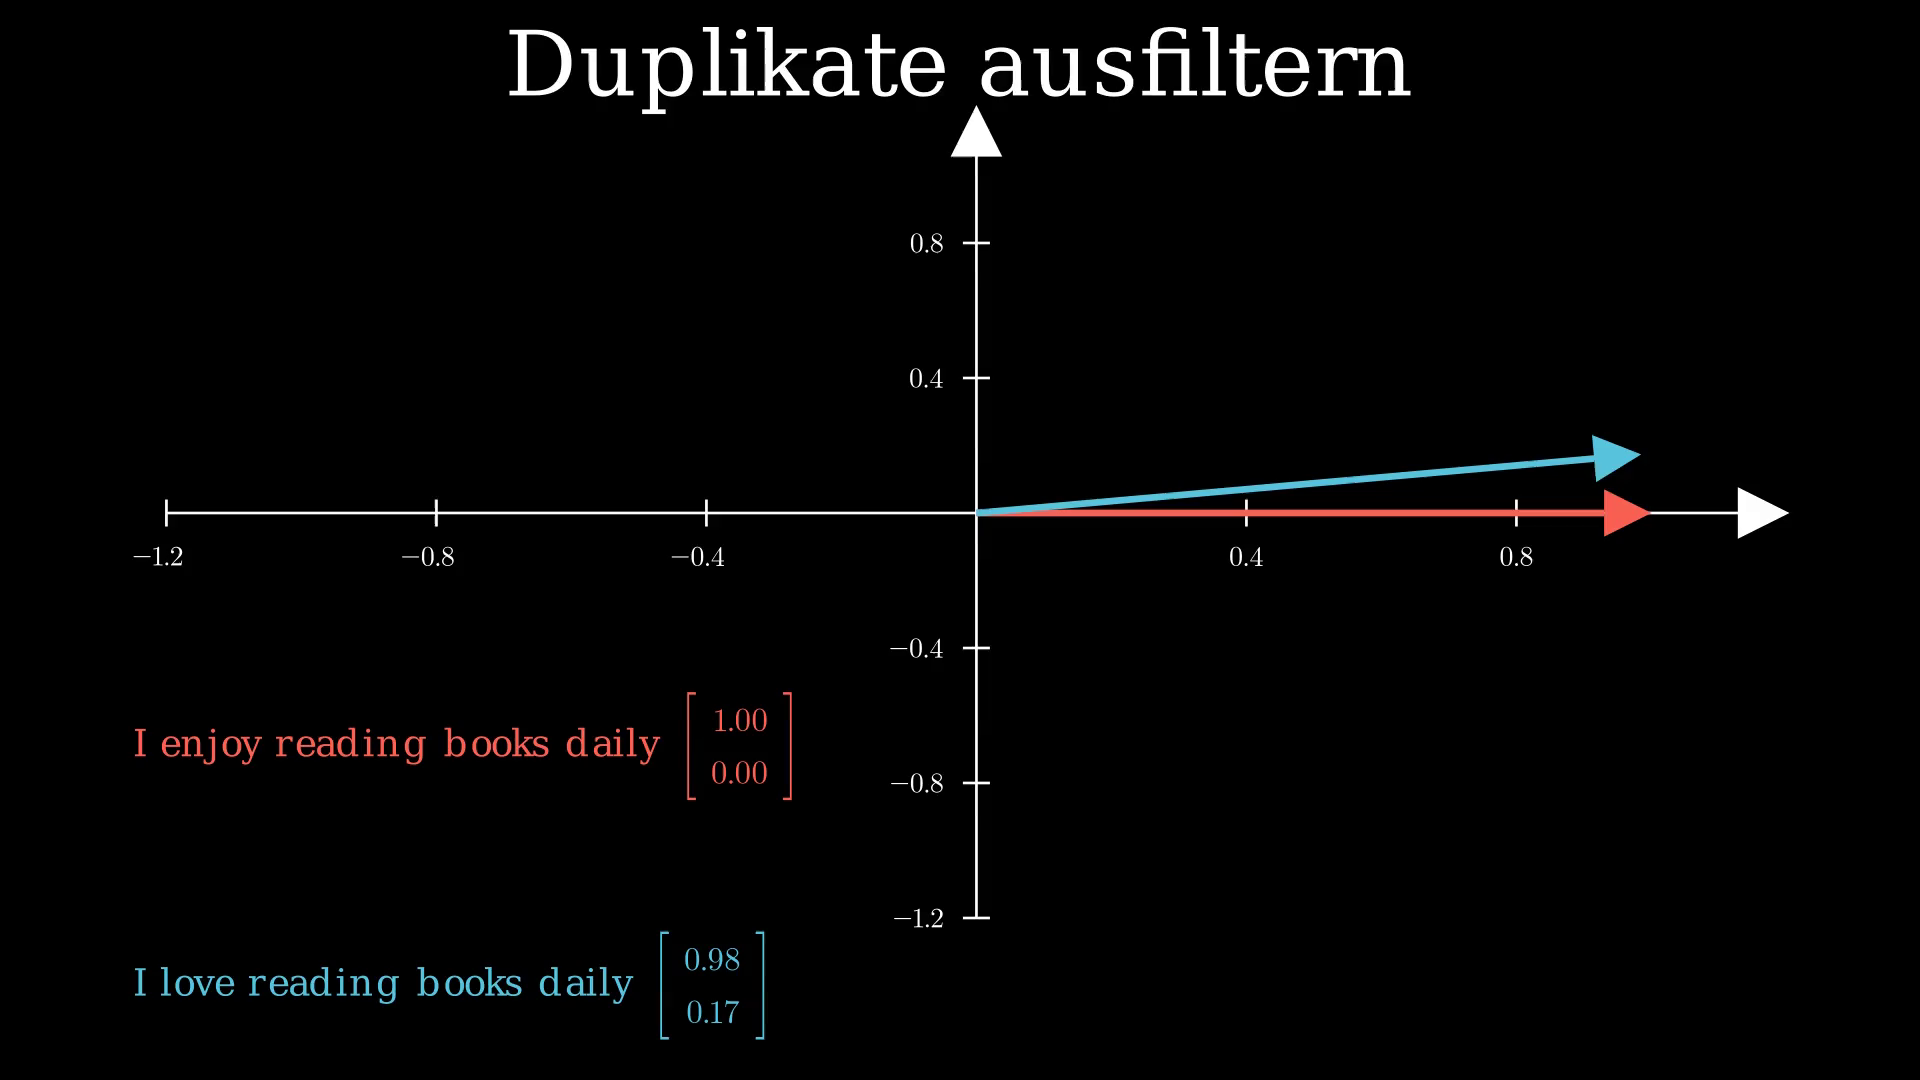 Duplikate ausfiltern
0.8
0.4
−1.2 −0.8 −0.4 0.4 0.8
−0.4
I enjoy reading books daily 1.00 0.00
−0.8
−1.2
I love reading books daily 0.98 0.17